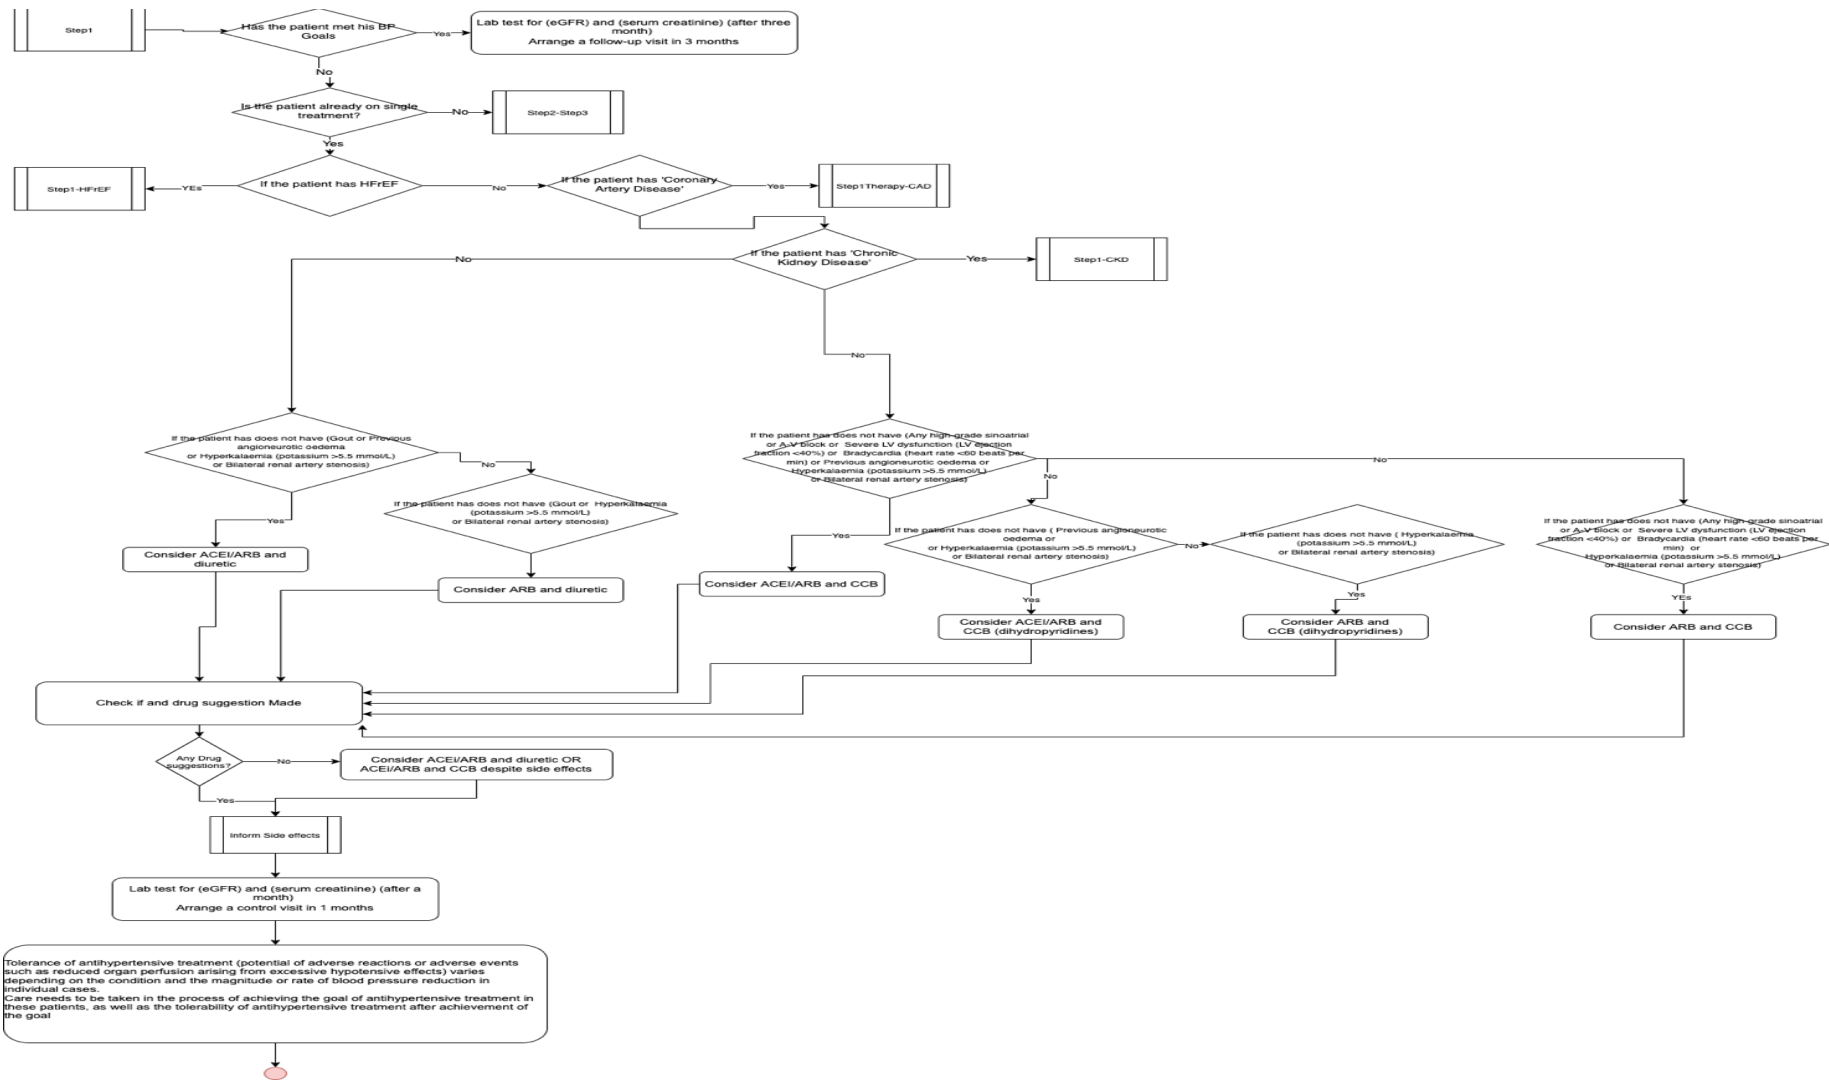 Step1
Has the patient met his BP
Goals
Yes
Lab test for (eGFR) and (serum creatinine) (after three
month)
Arrange a follow-up visit in 3 months
No
Is the patient already on single
treatment?
No
Step2-Step3
Yes
Step1-HFrEF
YEs
If the patient has HFrEF
No
If the patient has 'Coronary
Artery Disease'
Yes
Step1Therapy-CAD
No
If the patient has 'Chronic
Kidney Disease'
Yes
Step1-CKD
No
If the patient has does not have (Gout or Previous
angioneurotic oedema
or Hyperkalaemia (potassium >5.5 mmol/L)
or Bilateral renal artery stenosis)
No
Yes
If the patient has does not have (Gout or Hyperkalaemia
(potassium >5.5 mmol/L)
or Bilateral renal artery stenosis)
Consider ACEI/ARB and
diuretic
Consider ARB and diuretic
If the patient has does not have (Any high-grade sinoatrial
or A-V block or Severe LV dysfunction (LV ejection
fraction <40%) or Bradycardia (heart rate <60 beats per
min) or Previous angioneurotic oedema or
Hyperkalaemia (potassium >5.5 mmol/L)
or Bilateral renal artery stenosis)
No
No
Yes
Consider ACEI/ARB and CCB
If the patient has does not have ( Previous angioneurotic
oedema or
or Hyperkalaemia (potassium >5.5 mmol/L)
or Bilateral renal artery stenosis)
No
Yes
Consider ACEI/ARB and
CCB (dihydropyridines)
If the patient has does not have ( Hyperkalaemia
(potassium >5.5 mmol/L)
or Bilateral renal artery stenosis)
Yes
Consider ARB and
CCB (dihydropyridines)
If the patient has does not have (Any high-grade sinoatrial
or A-V block or Severe LV dysfunction (LV ejection
fraction <40%) or Bradycardia (heart rate <60 beats per
min) or
Hyperkalaemia (potassium >5.5 mmol/L)
or Bilateral renal artery stenosis)
YEs
Consider ARB and CCB
Check if and drug suggestion Made
Any Drug
suggestions?
No
Consider ACEI/ARB and diuretic OR
ACEi/ARB and CCB despite side effects
Yes
Inform Side effects
Lab test for (eGFR) and (serum creatinine) (after a
month)
Arrange a control visit in 1 months
Tolerance of antihypertensive treatment (potential of adverse reactions or adverse events
such as reduced organ perfusion arising from excessive hypotensive effects) varies
depending on the condition and the magnitude or rate of blood pressure reduction in
individual cases.
Care needs to be taken in the process of achieving the goal of antihypertensive treatment in
these patients, as well as the tolerability of antihypertensive treatment after achievement of
the goal